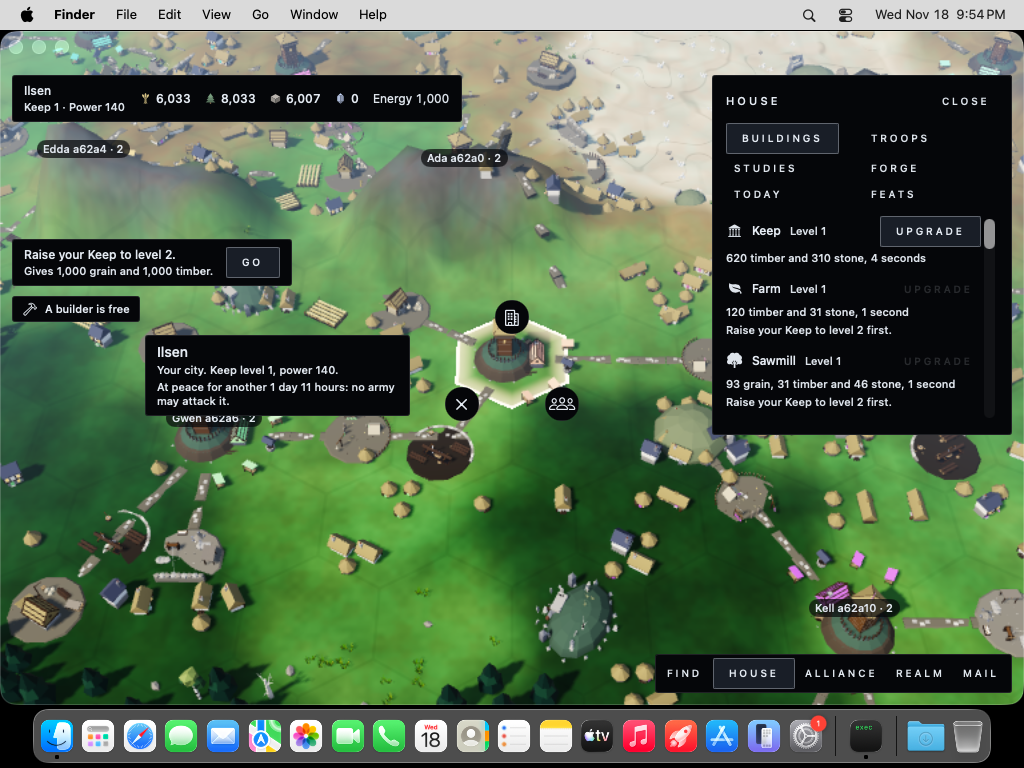 Finder File Edit View Go Window Help
Wed Nov 18 9:54 PM
Ilsen
Keep 1 · Power 140
6,033 8,033 6,007 0 Energy 1,000
Edda a62a4 · 2
Ada a62a0 · 2
Raise your Keep to level 2.
Gives 1,000 grain and 1,000 timber.
GO
A builder is free
Ilsen
Your city. Keep level 1, power 140.
At peace for another 1 day 11 hours: no army
may attack it.
Gwen a62a6 · 2
HOUSE CLOSE
BUILDINGS TROOPS
STUDIES FORGE
TODAY FEATS
Keep Level 1 UPGRADE
620 timber and 310 stone, 4 seconds
Farm Level 1 UPGRADE
120 timber and 31 stone, 1 second
Raise your Keep to level 2 first.
Sawmill Level 1 UPGRADE
93 grain, 31 timber and 46 stone, 1 second
Raise your Keep to level 2 first.
Kell a62a10 · 2
FIND HOUSE ALLIANCE REALM MAIL
Wed
18
tv
1
exec